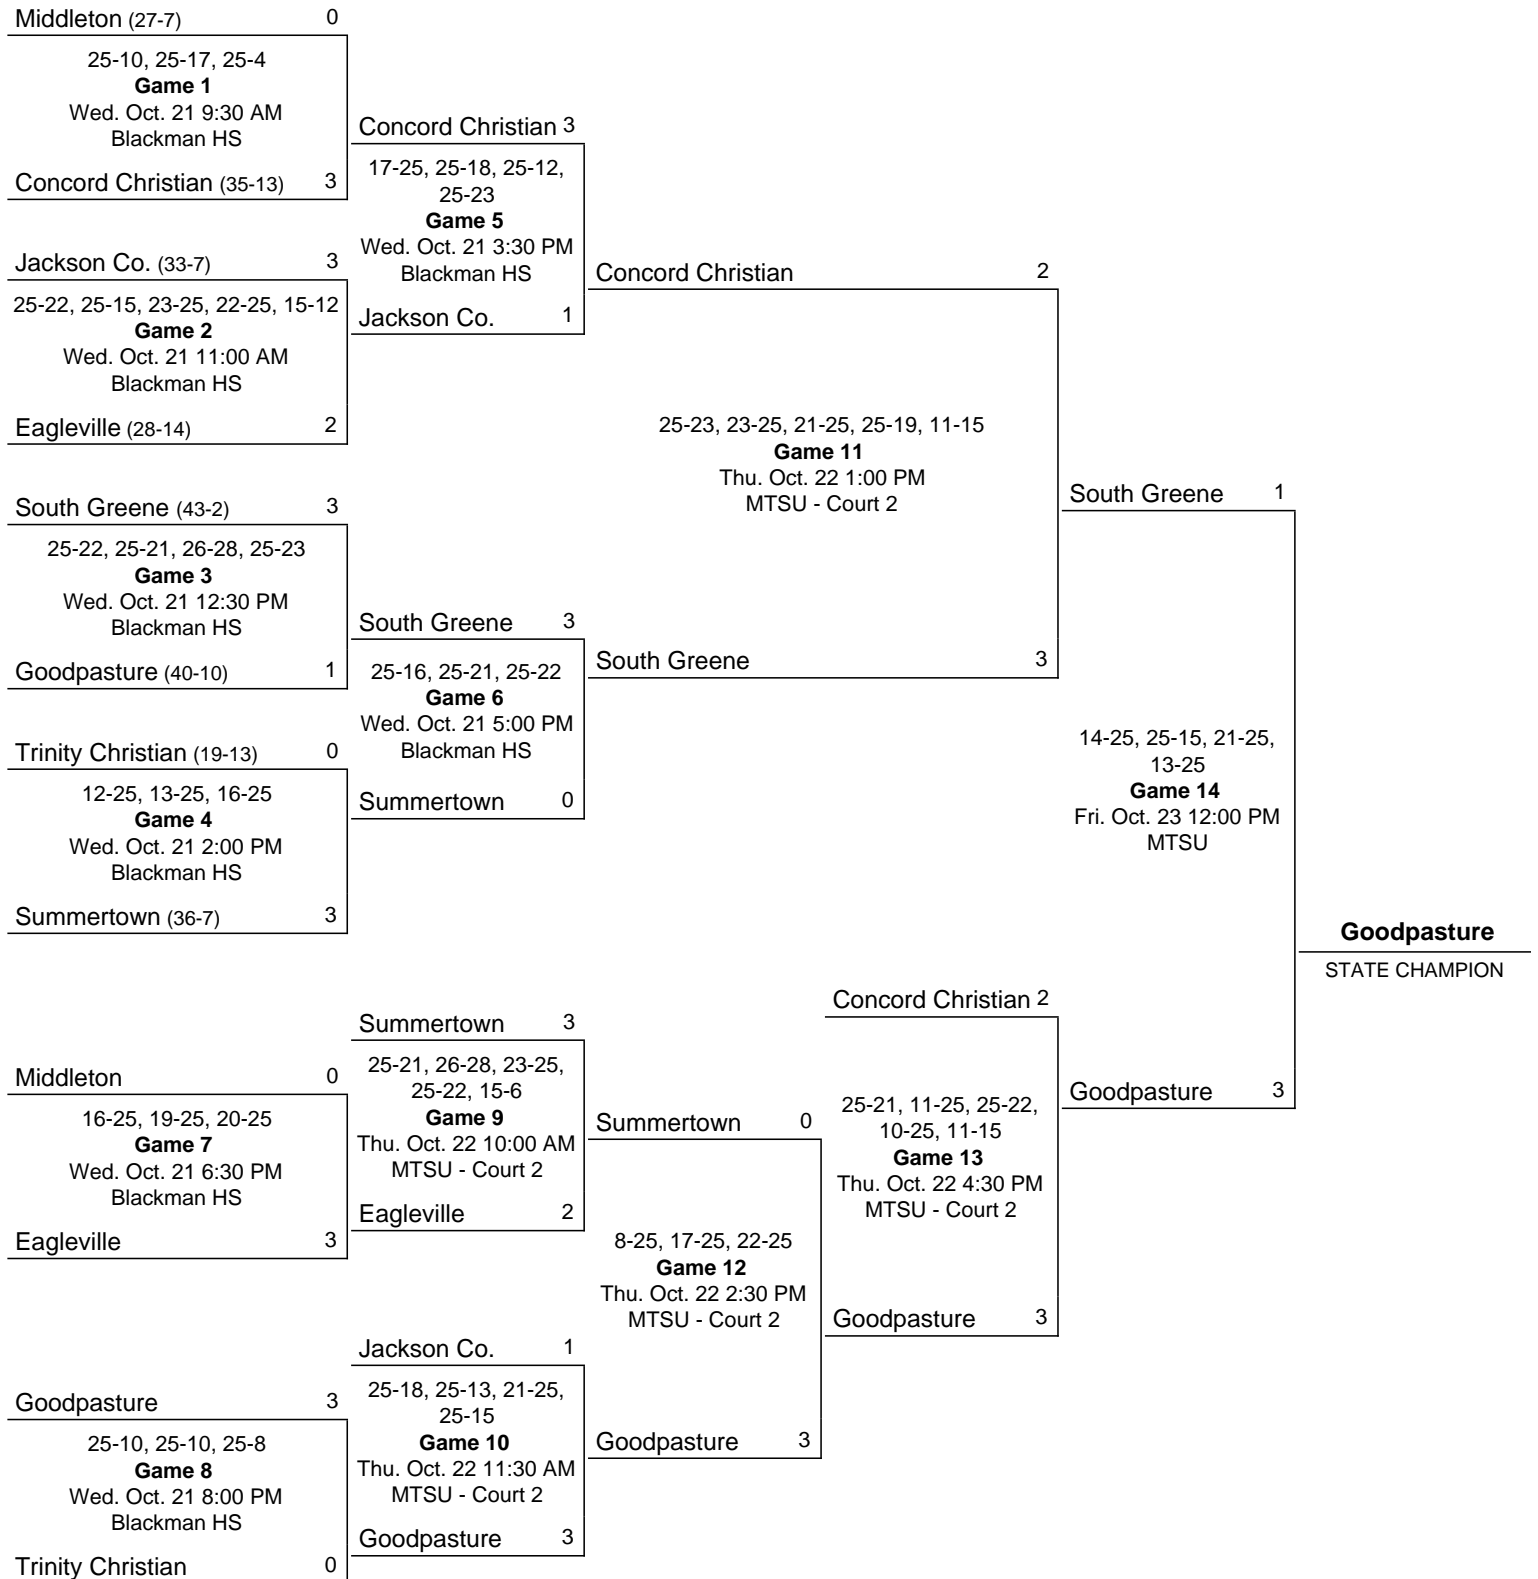 Middleton (27-7) 0
25-10, 25-17, 25-4
Game 1
Wed. Oct. 21 9:30 AM
Blackman HS
Concord Christian (35-13) 3
Jackson Co. (33-7) 3
25-22, 25-15, 23-25, 22-25, 15-12
Game 2
Wed. Oct. 21 11:00 AM
Blackman HS
Eagleville (28-14) 2
South Greene (43-2) 3
25-22, 25-21, 26-28, 25-23
Game 3
Wed. Oct. 21 12:30 PM
Blackman HS
Goodpasture (40-10) 1
Trinity Christian (19-13) 0
12-25, 13-25, 16-25
Game 4
Wed. Oct. 21 2:00 PM
Blackman HS
Summertown (36-7) 3
Concord Christian 3
17-25, 25-18, 25-12,
25-23
Game 5
Wed. Oct. 21 3:30 PM
Blackman HS
Jackson Co. 1
South Greene 3
25-16, 25-21, 25-22
Game 6
Wed. Oct. 21 5:00 PM
Blackman HS
Summertown 0
Concord Christian 2
25-23, 23-25, 21-25, 25-19, 11-15
Game 11
Thu. Oct. 22 1:00 PM
MTSU - Court 2
South Greene 3
South Greene 1
14-25, 25-15, 21-25,
13-25
Game 14
Fri. Oct. 23 12:00 PM
MTSU
Goodpasture 3
Goodpasture
STATE CHAMPION
Middleton 0
16-25, 19-25, 20-25
Game 7
Wed. Oct. 21 6:30 PM
Blackman HS
Eagleville 3
Goodpasture 3
25-10, 25-10, 25-8
Game 8
Wed. Oct. 21 8:00 PM
Blackman HS
Trinity Christian 0
Summertown 3
25-21, 26-28, 23-25,
25-22, 15-6
Game 9
Thu. Oct. 22 10:00 AM
MTSU - Court 2
Eagleville 2
Jackson Co. 1
25-18, 25-13, 21-25,
25-15
Game 10
Thu. Oct. 22 11:30 AM
MTSU - Court 2
Goodpasture 3
Summertown 0
8-25, 17-25, 22-25
Game 12
Thu. Oct. 22 2:30 PM
MTSU - Court 2
Goodpasture 3
Concord Christian 2
25-21, 11-25, 25-22,
10-25, 11-15
Game 13
Thu. Oct. 22 4:30 PM
MTSU - Court 2
Goodpasture 3